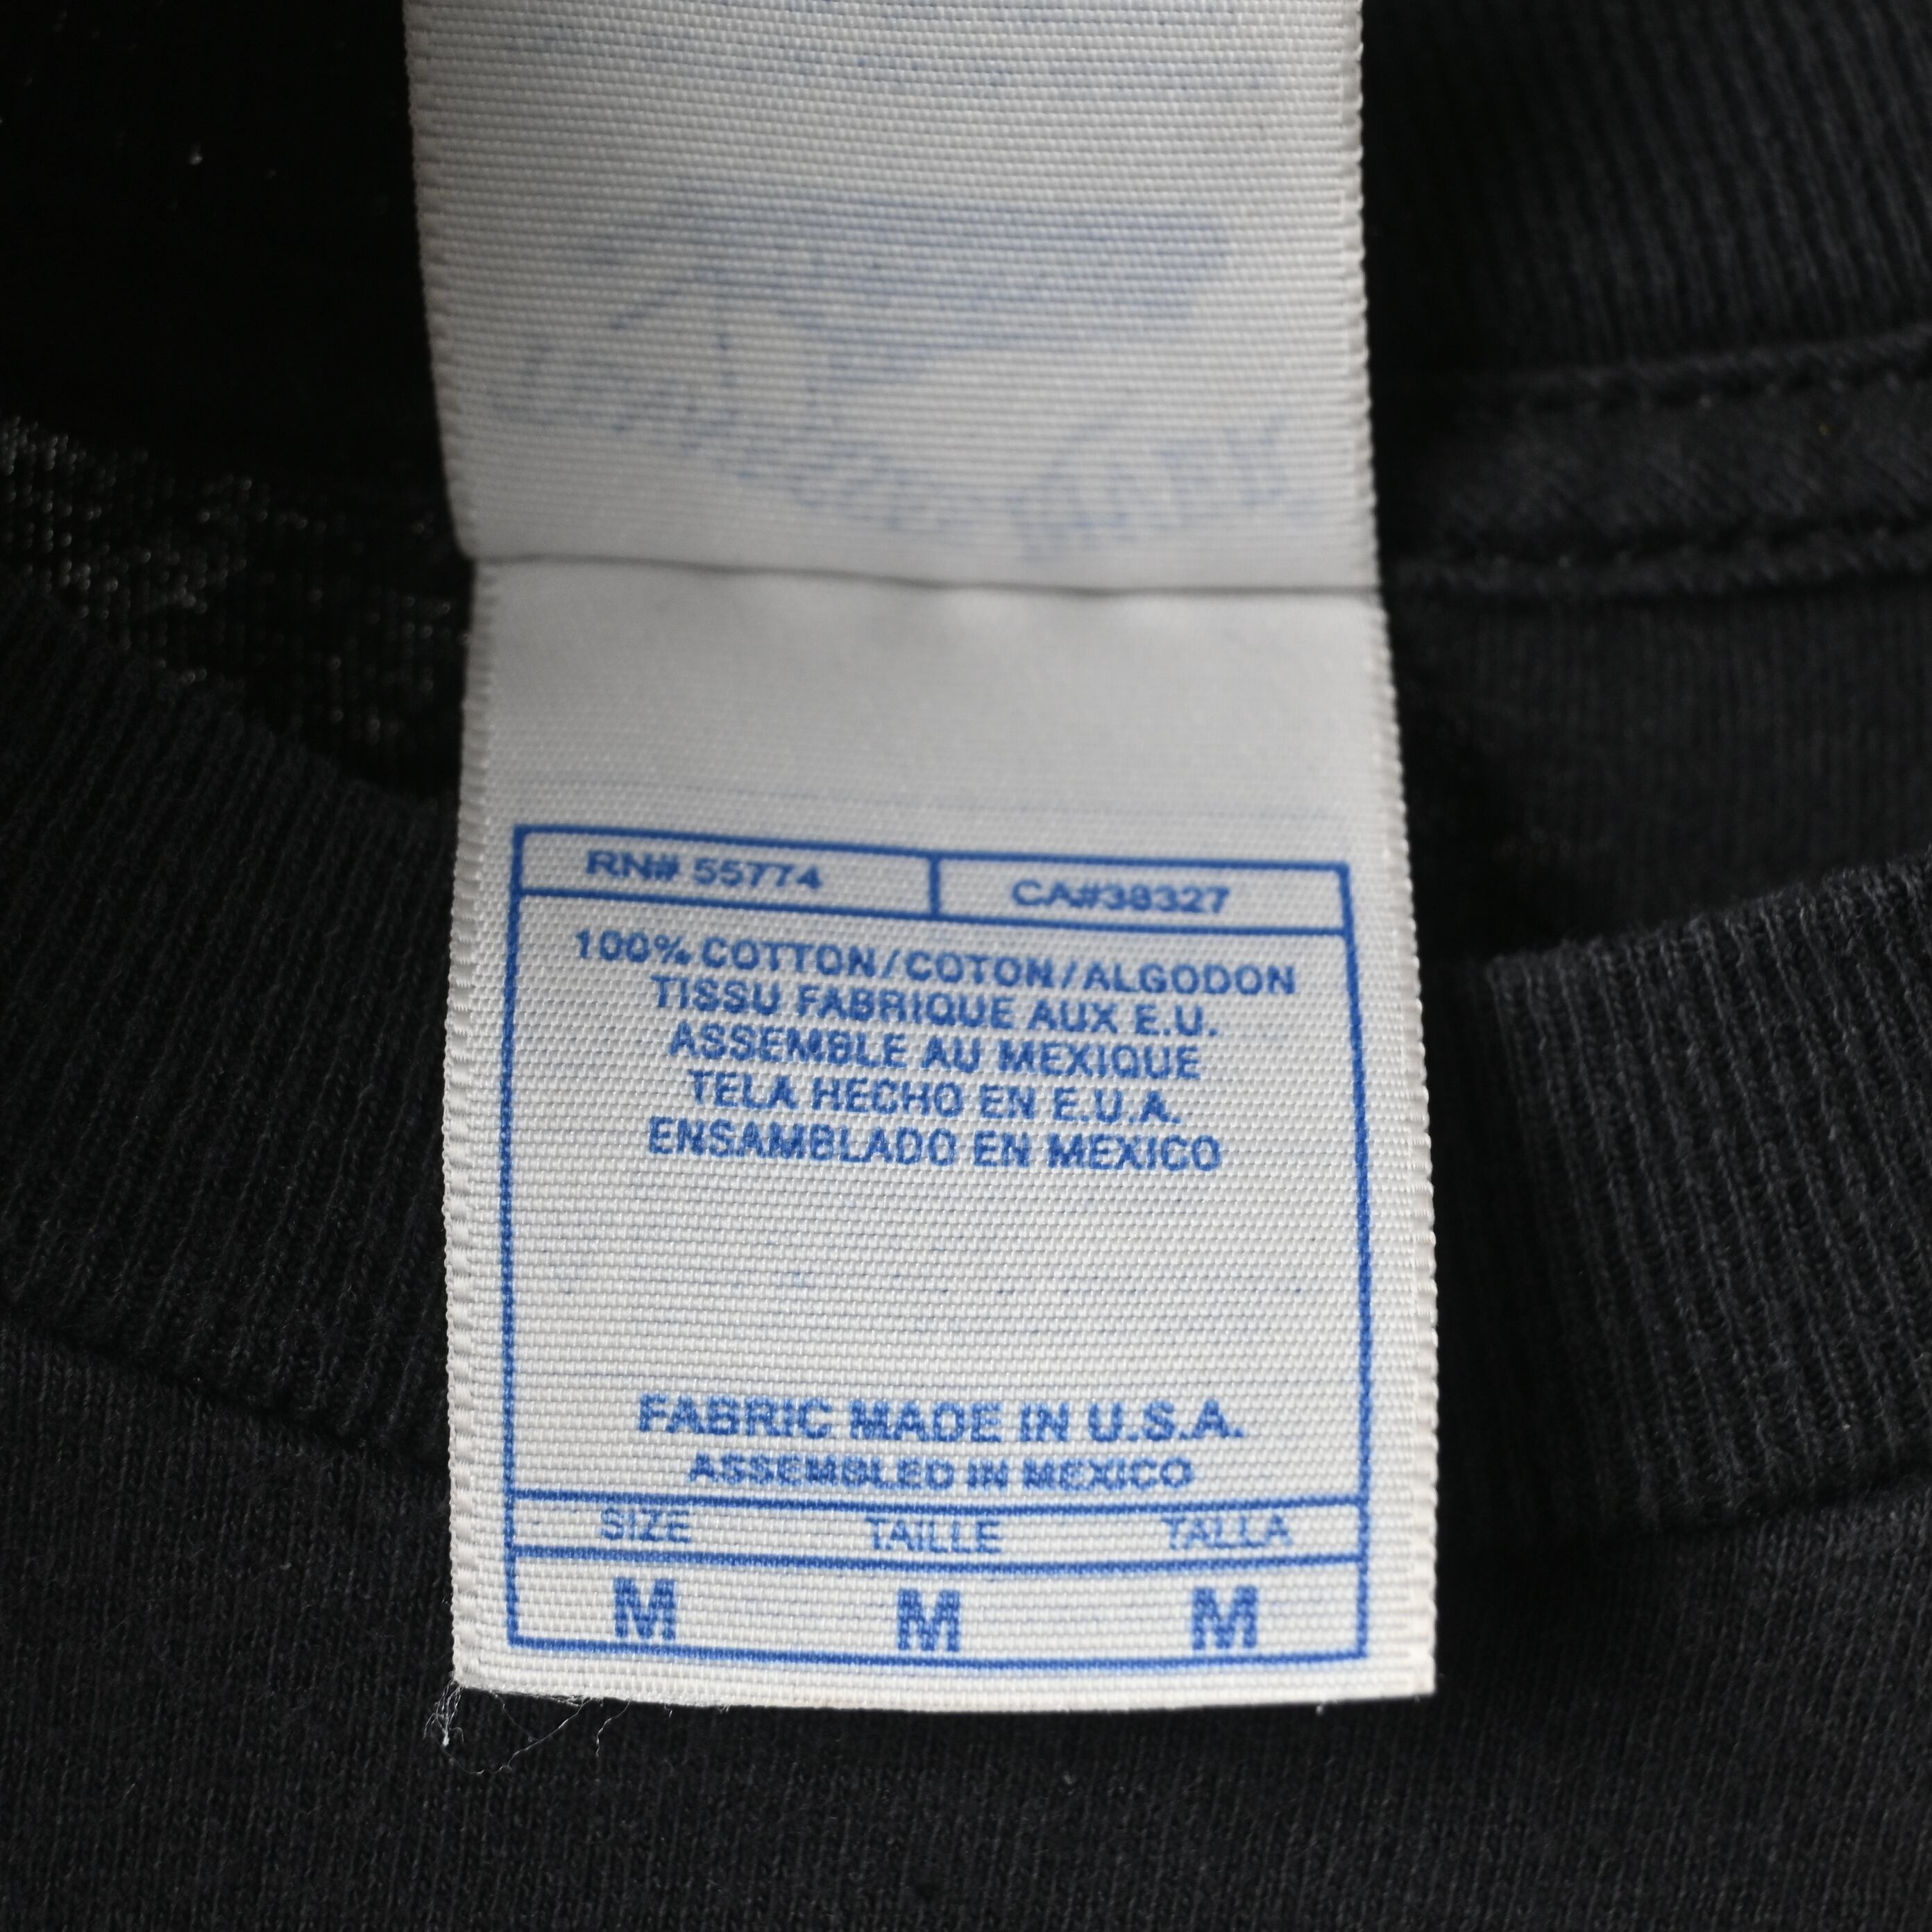 RN# 55774
CA#38327
100% COTTON/COTON/ALGODON
TISSU FABRIQUE AUX E.U.
ASSEMBLE AU MEXIQUE
TELA HECHO EN E.U.A.
ENSAMBLADO EN MEXICO
FABRIC MADE IN U.S.A.
ASSEMBLED IN MEXICO
SIZE TAILLE TALLA
M M M